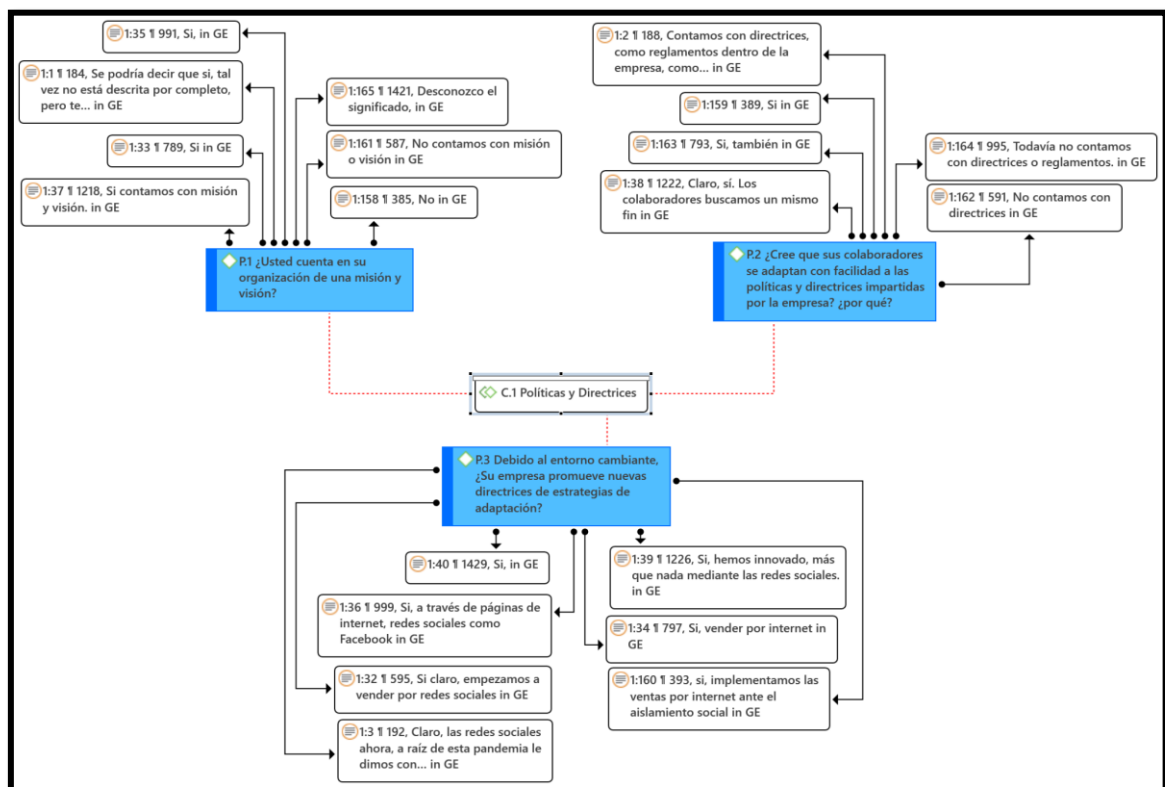 1:35 ¶ 991, Si, in GE
1:1 ¶ 184, Se podría decir que si, tal
vez no está descrita por completo,
pero te... in GE
1:33 ¶ 789, Si in GE
1:37 ¶ 1218, Si contamos con misión
y visión. in GE
1:165 ¶ 1421, Desconozco el
significado, in GE
1:161 ¶ 587, No contamos con misión
o visión in GE
1:158 ¶ 385, No in GE
P.1 ¿Usted cuenta en su
organización de una misión y
visión?
1:2 ¶ 188, Contamos con directrices,
como reglamentos dentro de la
empresa, como... in GE
1:159 ¶ 389, Si in GE
1:163 ¶ 793, Si, también in GE
1:38 ¶ 1222, Claro, sí. Los
colaboradores buscamos un mismo
fin in GE
1:164 ¶ 995, Todavía no contamos
con directrices o reglamentos. in GE
1:162 ¶ 591, No contamos con
directrices in GE
P.2 ¿Cree que sus colaboradores
se adaptan con facilidad a las
políticas y directrices impartidas
por la empresa? ¿por qué?
C.1 Políticas y Directrices
P.3 Debido al entorno cambiante,
¿Su empresa promueve nuevas
directrices de estrategias de
adaptación?
1:40 ¶ 1429, Si, in GE
1:36 ¶ 999, Si, a través de páginas de
internet, redes sociales como
Facebook in GE
1:32 ¶ 595, Si claro, empezamos a
vender por redes sociales in GE
1:3 ¶ 192, Claro, las redes sociales
ahora, a raíz de esta pandemia le
dimos con... in GE
1:39 ¶ 1226, Si, hemos innovado, más
que nada mediante las redes sociales.
in GE
1:34 ¶ 797, Si, vender por internet in
GE
1:160 ¶ 393, si, implementamos las
ventas por internet ante el
aislamiento social in GE